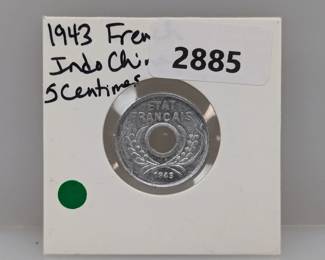 1943 Fren
2885
Indo Chi
5 Centimes
ETAT
FRANCAIS
1943